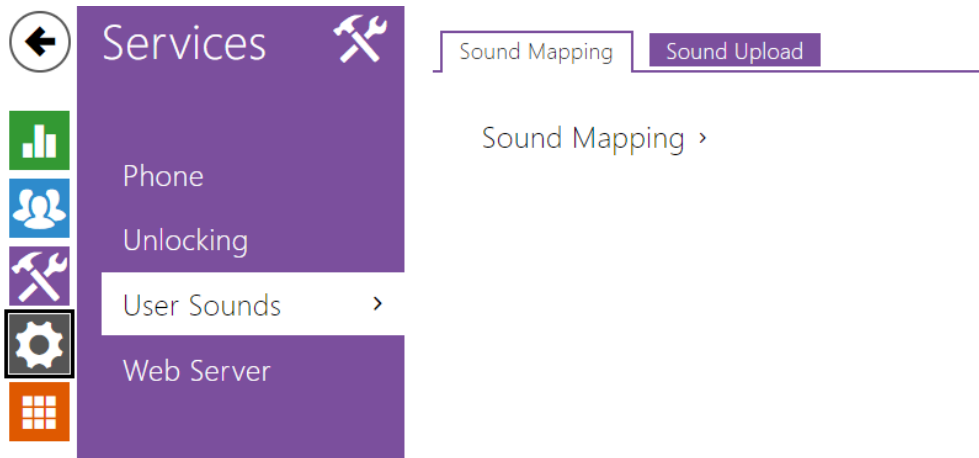 Services
Phone
Unlocking
User Sounds
Web Server
Sound Mapping
Sound Upload
Sound Mapping